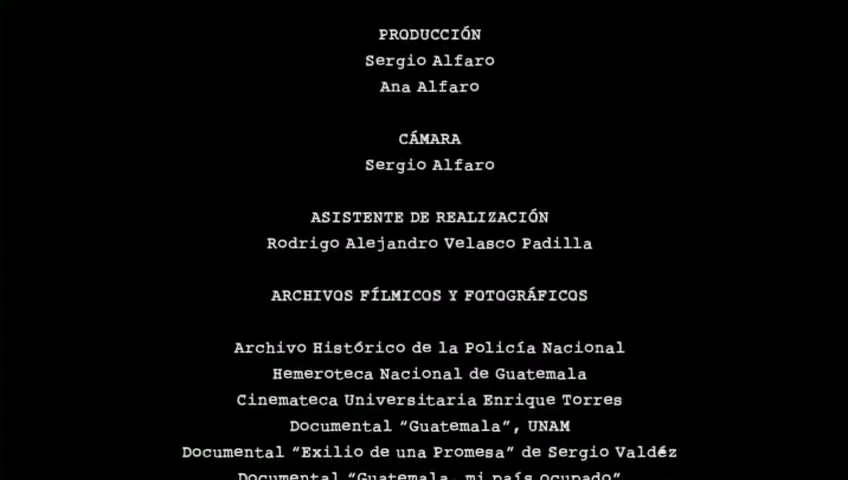 PRODUCCIÓN
Sergio Alfaro
Ana Alfaro
CÁMARA
Sergio Alfaro
ASISTENTE DE REALIZACIÓN
Rodrigo Alejandro Velasco Padilla
ARCHIVOS FÍLMICOS Y FOTOGRÁFICOS
Archivo Histórico de la Policía Nacional
Hemeroteca Nacional de Guatemala
Cinemateca Universitaria Enrique Torres
Documental “Guatemala”, UNAM
Documental “Exilio de una Promesa” de Sergio Valdéz
Documental “Guatemala, mi país ocupado”